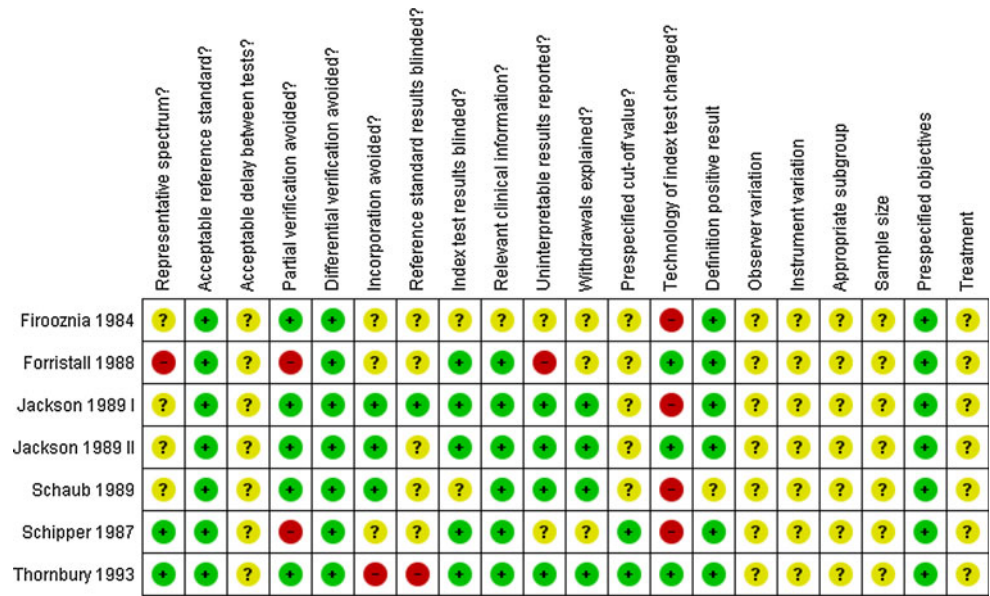 Representative spectrum?
Acceptable reference standard?
Acceptable delay between tests?
Partial verification avoided?
Differential verification avoided?
Incorporation avoided?
Reference standard results blinded?
Index test results blinded?
Relevant clinical information?
Uninterpretable results reported?
Withdrawals explained?
Prespecified cut-off value?
Technology of index test changed?
Definition positive result
Observer variation
Instrument variation
Appropriate subgroup
Sample size
Prespecified objectives
Treatment
Firooznia 1984 ? + ? + + ? ? ? ? ? ? ? - + ? ? ? ? + ?
Forristall 1988 - + ? - + ? ? + + - ? ? + + ? ? ? ? + ?
Jackson 1989 I ? + ? + + + + + + + + ? - + ? ? ? ? + ?
Jackson 1989 II ? + ? + + + ? + + + + ? + + ? ? ? ? + ?
Schaub 1989 ? + ? + + + ? ? + + + ? - ? ? ? ? ? + ?
Schipper 1987 + + ? - + ? ? + + ? ? + - + ? ? ? ? + ?
Thornbury 1993 + + ? + + - - + + + + + + + ? ? ? ? + ?